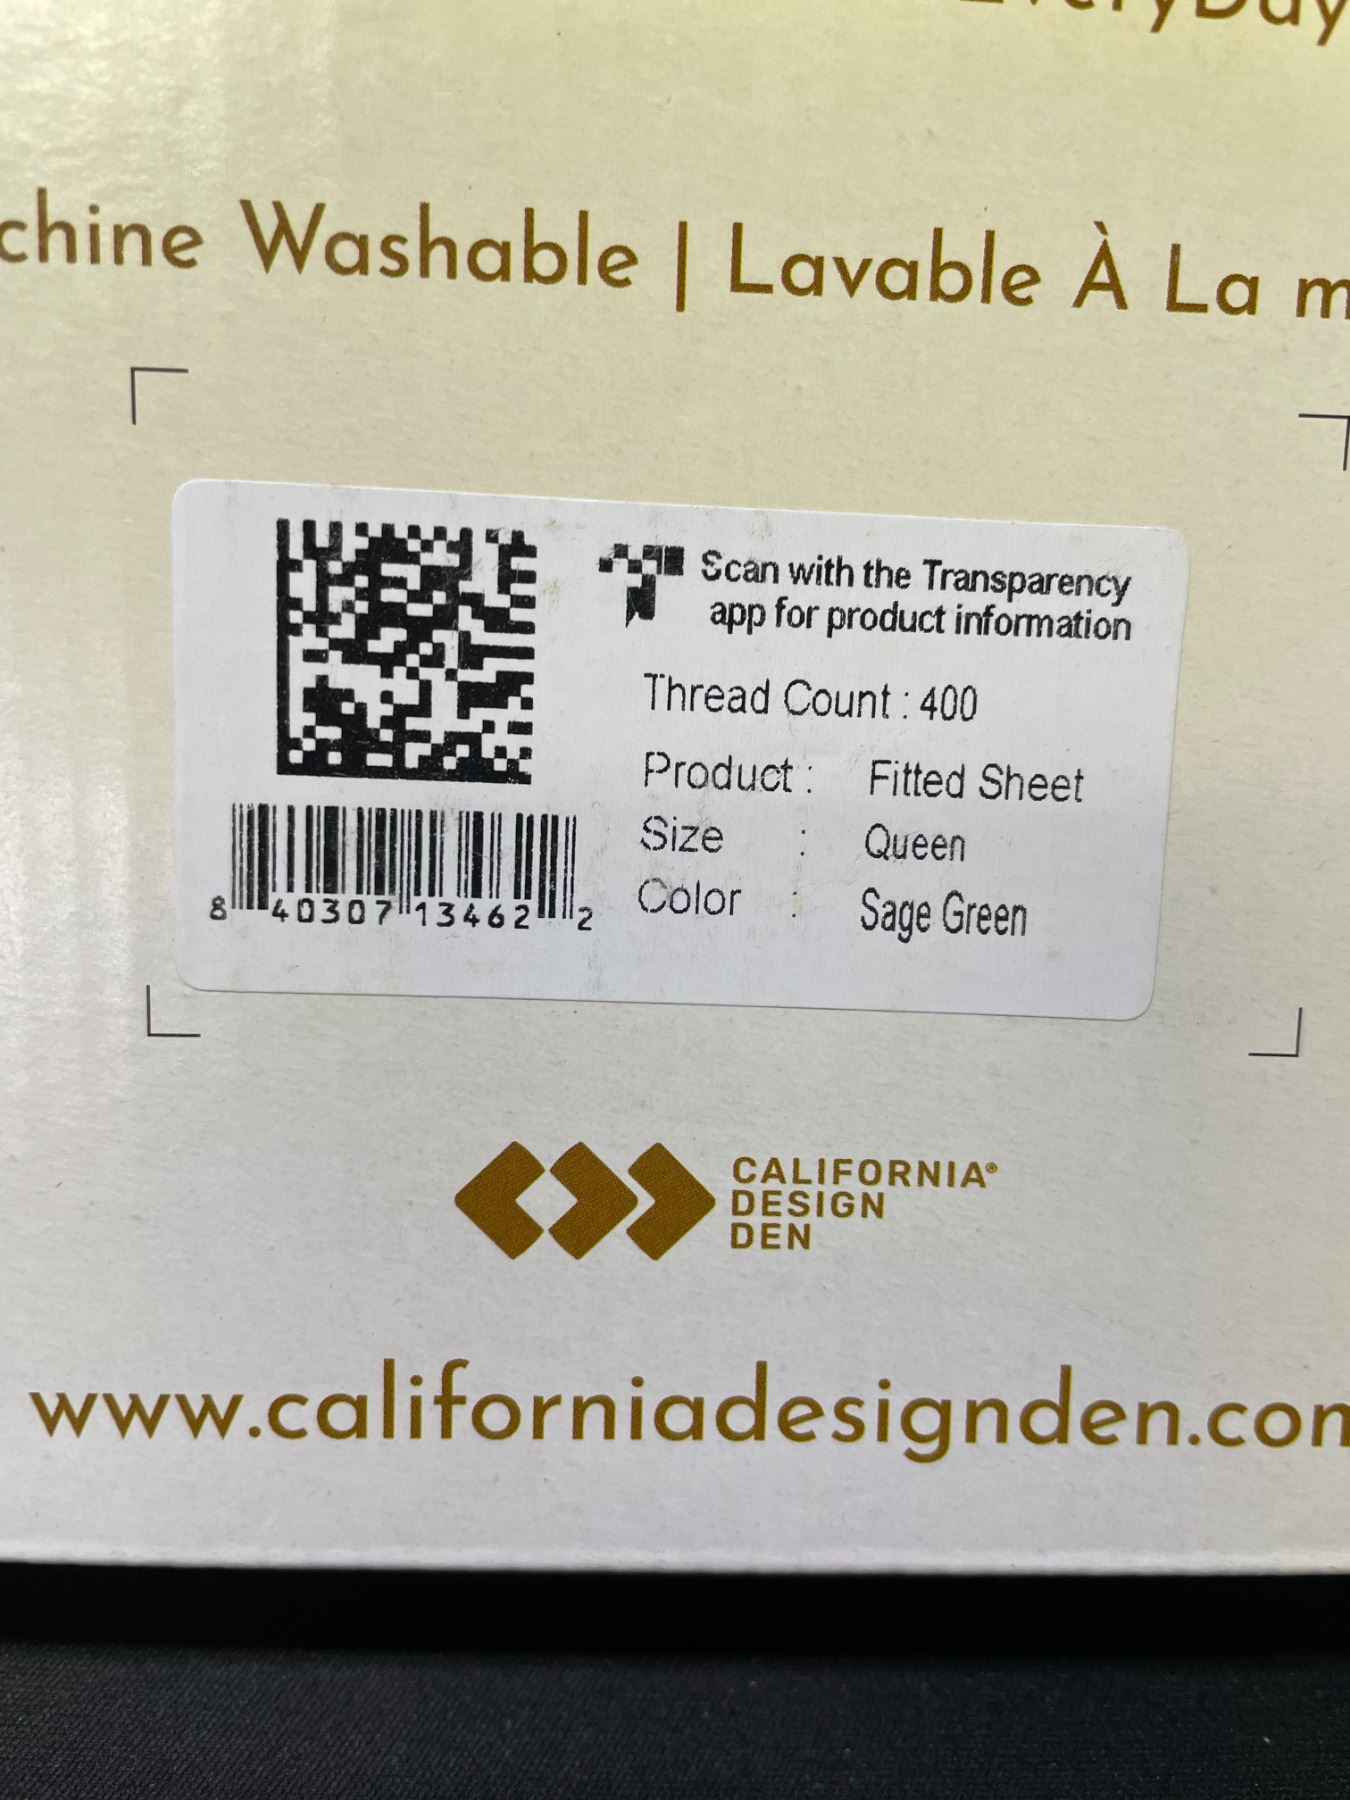 EveryDay
chine Washable | Lavable À La m
Scan with the Transparency
app for product information
Thread Count : 400
Product : Fitted Sheet
Size : Queen
Color : Sage Green
8 40307 13462 2
CALIFORNIA®
DESIGN
DEN
www.californiadesignden.com